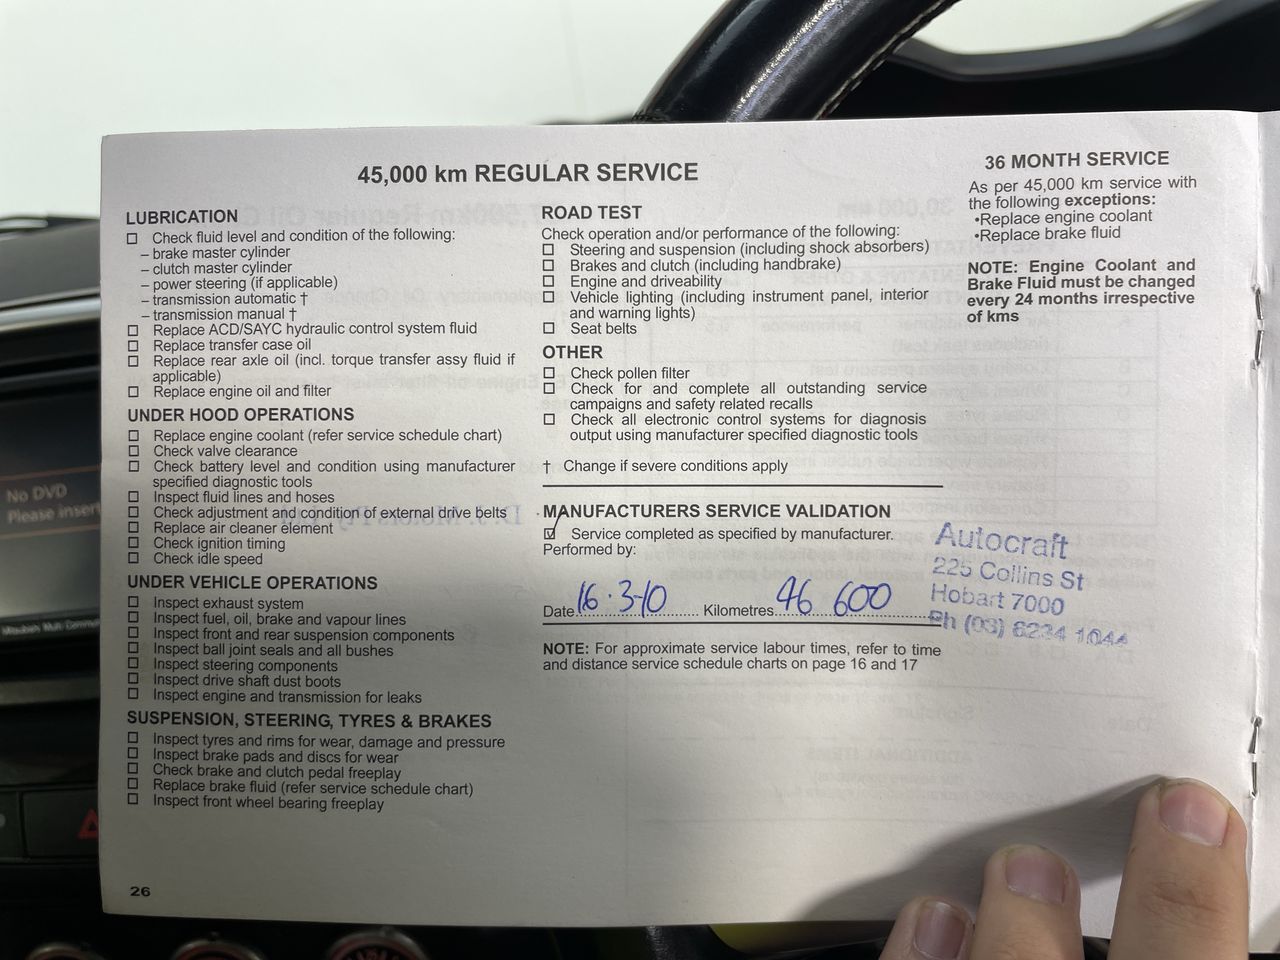 45,000 km REGULAR SERVICE
LUBRICATION
☐ Check fluid level and condition of the following:
– brake master cylinder
– clutch master cylinder
– power steering (if applicable)
– transmission automatic †
– transmission manual †
☐ Replace ACD/SAYC hydraulic control system fluid
☐ Replace transfer case oil
☐ Replace rear axle oil (incl. torque transfer assy fluid if
applicable)
☐ Replace engine oil and filter
UNDER HOOD OPERATIONS
☐ Replace engine coolant (refer service schedule chart)
☐ Check valve clearance
☐ Check battery level and condition using manufacturer
specified diagnostic tools
☐ Inspect fluid lines and hoses
☐ Check adjustment and condition of external drive belts
☐ Replace air cleaner element
☐ Check ignition timing
☐ Check idle speed
UNDER VEHICLE OPERATIONS
☐ Inspect exhaust system
☐ Inspect fuel, oil, brake and vapour lines
☐ Inspect front and rear suspension components
☐ Inspect ball joint seals and all bushes
☐ Inspect steering components
☐ Inspect drive shaft dust boots
☐ Inspect engine and transmission for leaks
SUSPENSION, STEERING, TYRES & BRAKES
☐ Inspect tyres and rims for wear, damage and pressure
☐ Inspect brake pads and discs for wear
☐ Check brake and clutch pedal freeplay
☐ Replace brake fluid (refer service schedule chart)
☐ Inspect front wheel bearing freeplay
26
ROAD TEST
Check operation and/or performance of the following:
☐ Steering and suspension (including shock absorbers)
☐ Brakes and clutch (including handbrake)
☐ Engine and driveability
☐ Vehicle lighting (including instrument panel, interior
and warning lights)
☐ Seat belts
OTHER
☐ Check pollen filter
☐ Check for and complete all outstanding service
campaigns and safety related recalls
☐ Check all electronic control systems for diagnosis
output using manufacturer specified diagnostic tools
† Change if severe conditions apply
MANUFACTURERS SERVICE VALIDATION
☑ Service completed as specified by manufacturer.
Performed by:
Date 16.3-10 Kilometres 46 600
NOTE: For approximate service labour times, refer to time
and distance service schedule charts on page 16 and 17
36 MONTH SERVICE
As per 45,000 km service with
the following exceptions:
•Replace engine coolant
•Replace brake fluid
NOTE: Engine Coolant and
Brake Fluid must be changed
every 24 months irrespective
of kms
Autocraft
225 Collins St
Hobart 7000
Ph (03) 6234 1044
No DVD
Please insert